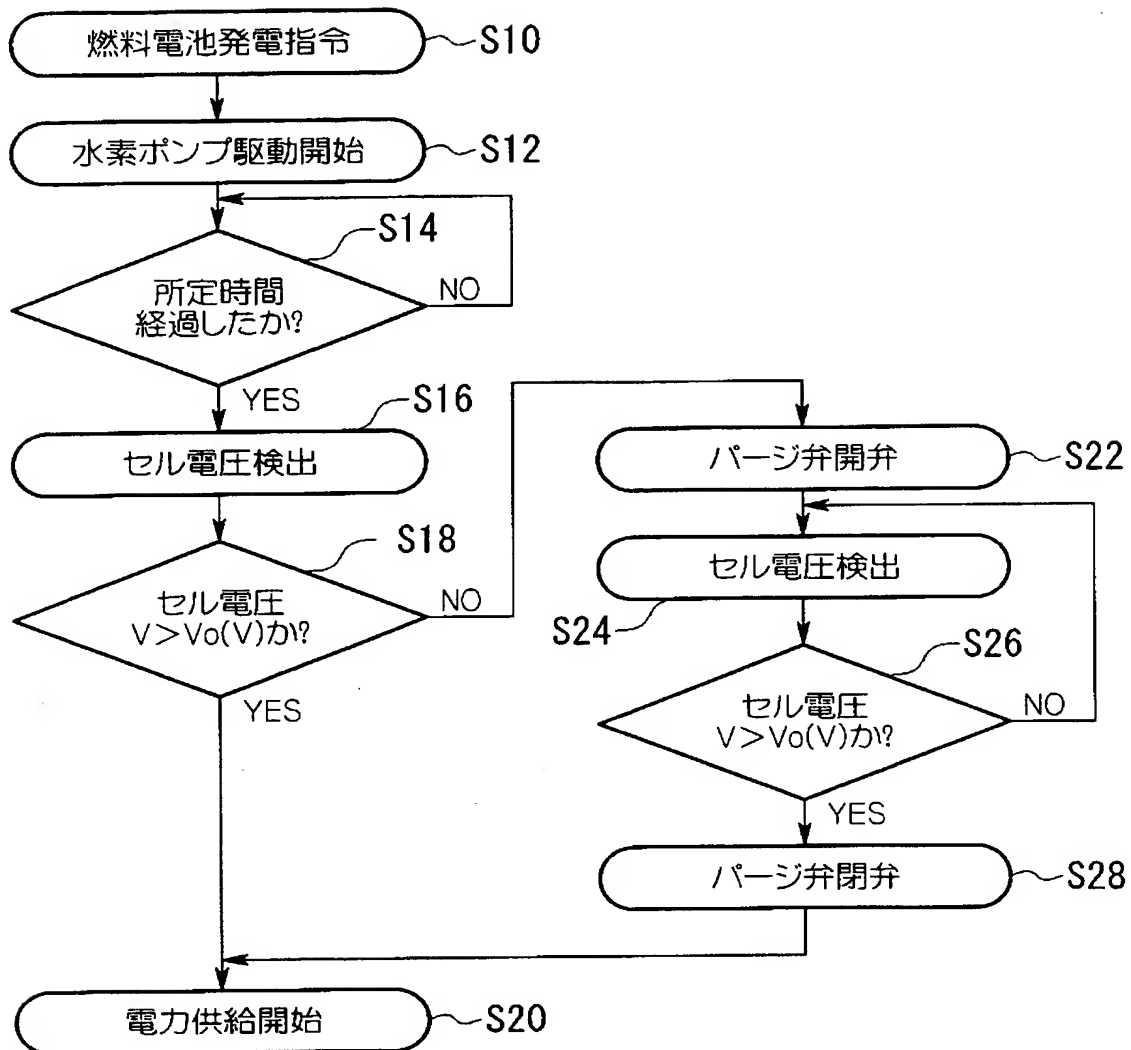 燃料電池発電指令
S10
水素ポンプ駆動開始
S12
S14
所定時間
経過したか?
NO
YES
S16
セル電圧検出
S18
セル電圧
V>Vo(V)か?
NO
YES
パージ弁開弁
S22
セル電圧検出
S24
S26
セル電圧
V>Vo(V)か?
NO
YES
パージ弁閉弁
S28
電力供給開始
S20